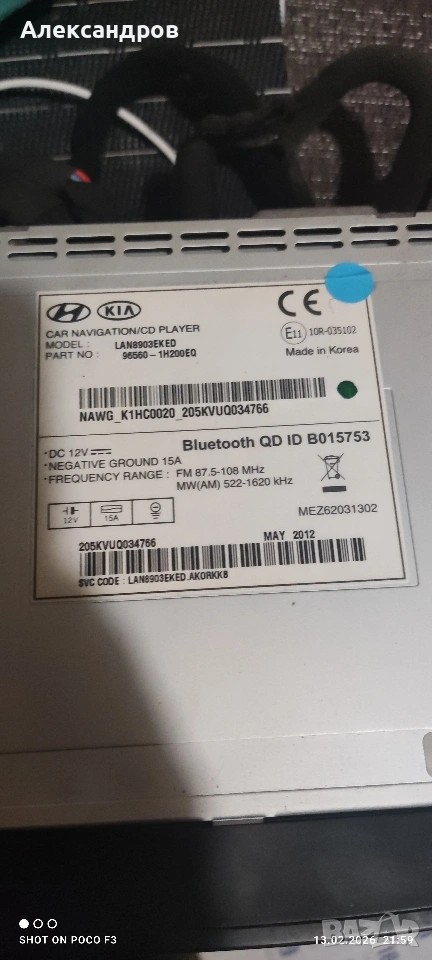 Александров
HYUNDAI KIA
CAR NAVIGATION/CD PLAYER
MODEL : LAN8903EKED
PART NO : 96560-1H200EQ
CE
E11 10R-035102
Made in Korea
NAWG_K1HC0020_205KVUQ034766
Bluetooth QD ID B015753
·DC 12V
·NEGATIVE GROUND 15A
·FREQUENCY RANGE : FM 87.5-108 MHz
MW(AM) 522-1620 kHz
12V 15A
MEZ62031302
205KVUQ034766
MAY 2012
SVC CODE : LAN8903EKED.AKORKKB
SHOT ON POCO F3
13.02.2026 21:59
BAZAR